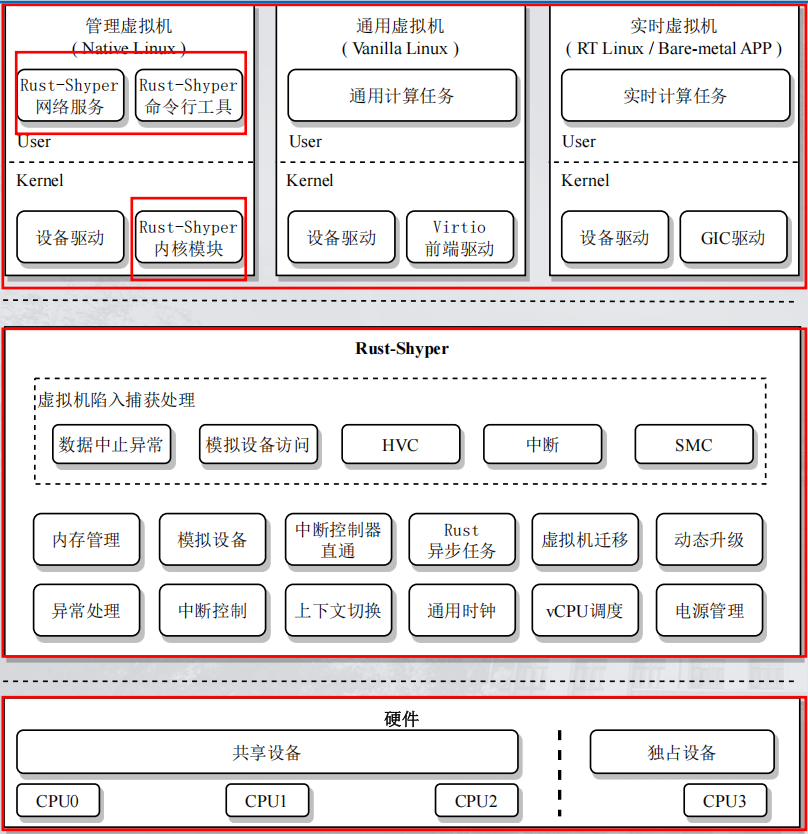 管理虚拟机
( Native Linux )
Rust-Shyper
网络服务
Rust-Shyper
命令行工具
User
Kernel
设备驱动
Rust-Shyper
内核模块
通用虚拟机
( Vanilla Linux )
通用计算任务
User
Kernel
设备驱动
Virtio
前端驱动
实时虚拟机
( RT Linux / Bare-metal APP )
实时计算任务
User
Kernel
设备驱动
GIC驱动
Rust-Shyper
虚拟机陷入捕获处理
数据中止异常
模拟设备访问
HVC
中断
SMC
内存管理
模拟设备
中断控制器
直通
Rust
异步任务
虚拟机迁移
动态升级
异常处理
中断控制
上下文切换
通用时钟
vCPU调度
电源管理
硬件
共享设备
独占设备
CPU0
CPU1
CPU2
CPU3